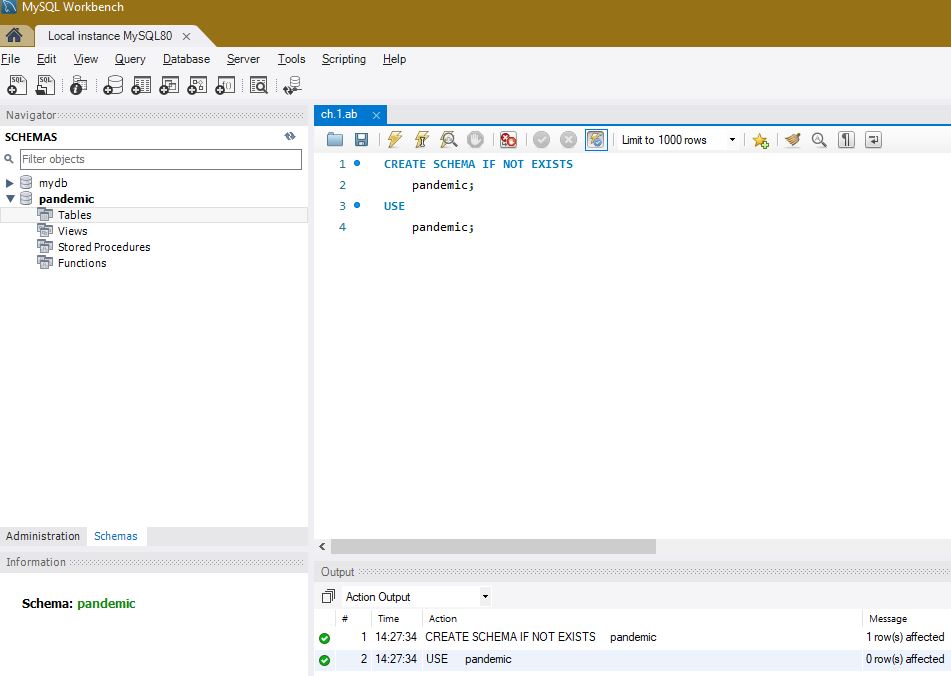 MySQL Workbench
Local instance MySQL80
File Edit View Query Database Server Tools Scripting Help
Navigator
SCHEMAS
Filter objects
mydb
pandemic
Tables
Views
Stored Procedures
Functions
Administration Schemas
Information
Schema: pandemic
ch.1.ab
Limit to 1000 rows
1 CREATE SCHEMA IF NOT EXISTS
2 pandemic;
3 USE
4 pandemic;
Output
Action Output
# Time Action Message
1 14:27:34 CREATE SCHEMA IF NOT EXISTS pandemic 1 row(s) affected
2 14:27:34 USE pandemic 0 row(s) affected